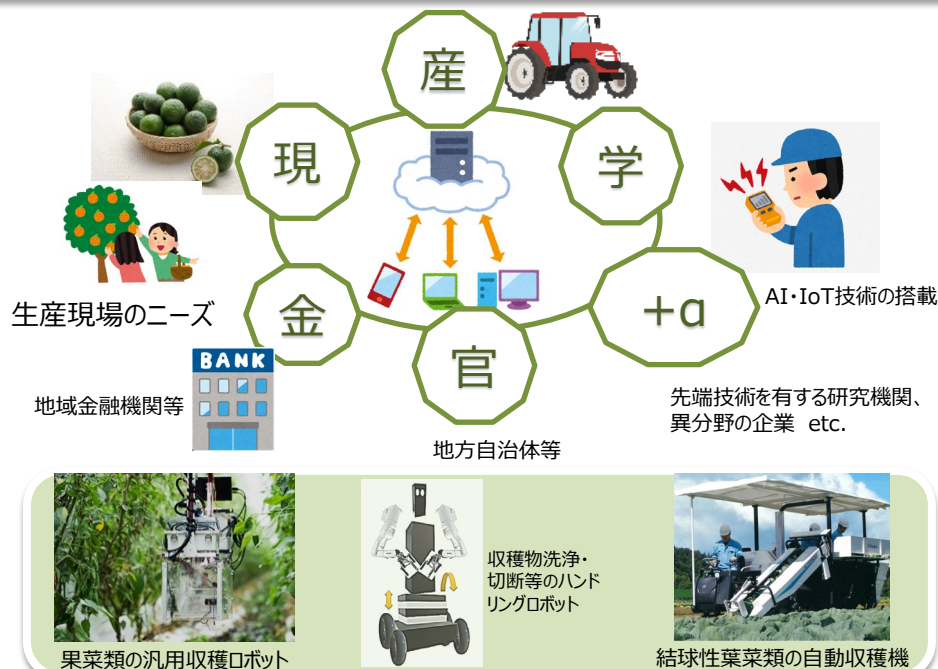 産
現
学
AI･IoT技術の搭載
生産現場のニーズ
金
+α
BANK
官
地域金融機関等
先端技術を有する研究機関、
異分野の企業 etc.
地方自治体等
収穫物洗浄・
切断等のハンド
リングロボット
果菜類の汎用収穫ロボット
結球性葉菜類の自動収穫機